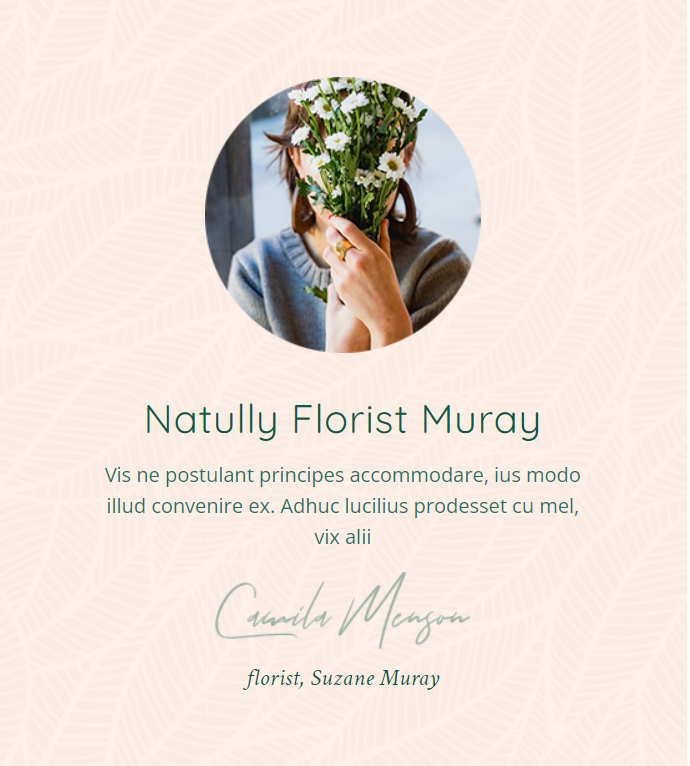 Natully Florist Muray
Vis ne postulant principes accommodare, ius modo
illud convenire ex. Adhuc lucilius prodesset cu mel,
vix alii
Camila Menson
florist, Suzane Muray